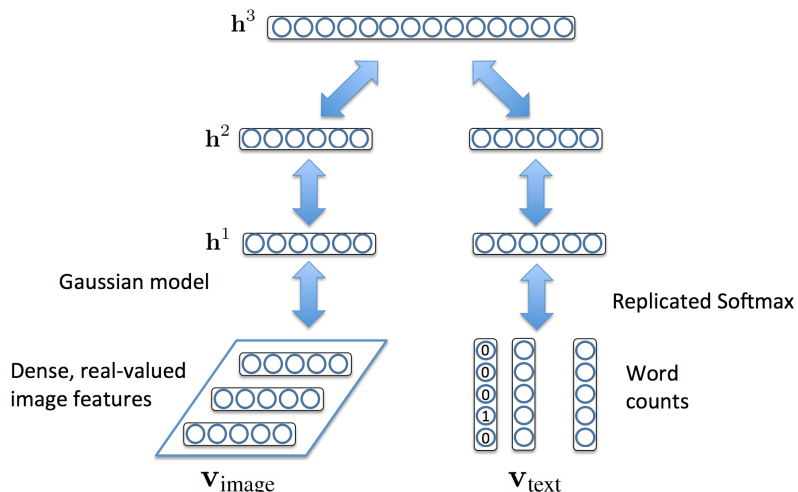 h³
h²
h¹
Gaussian model
Replicated Softmax
Dense, real-valued
image features
0
0
0
1
0
Word
counts
v_image
v_text